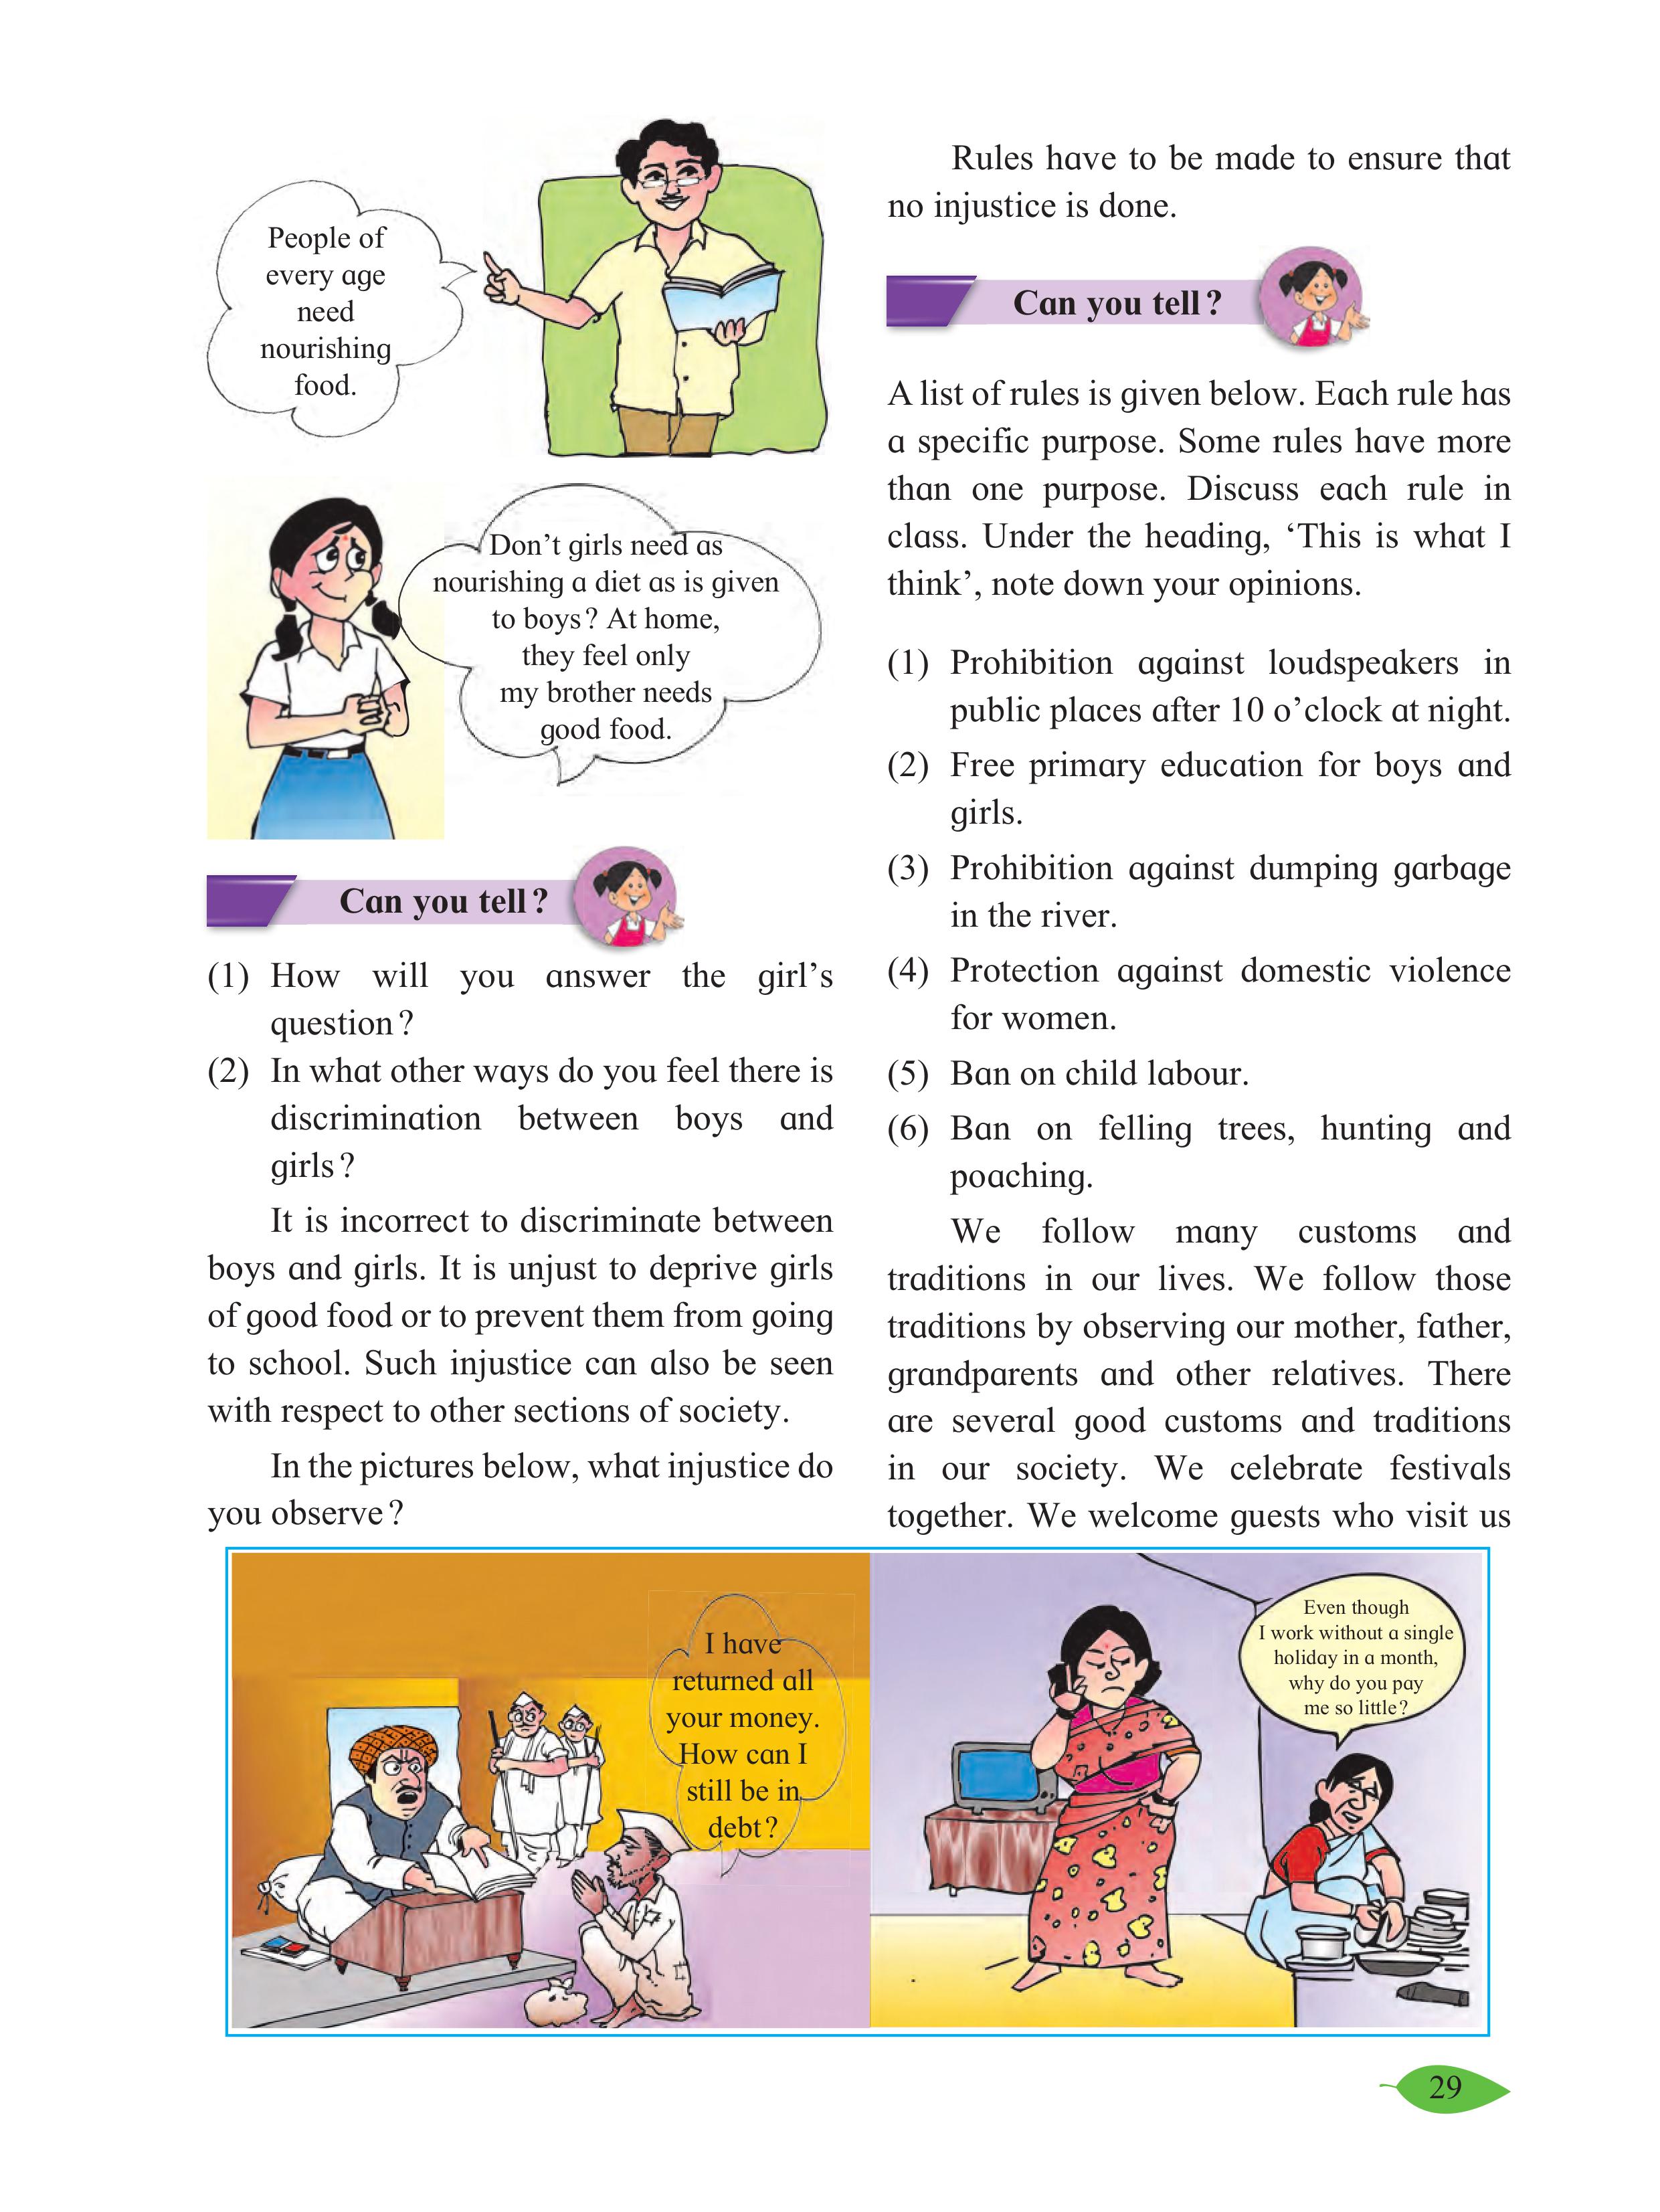 People of
every age
need
nourishing
food.
Don’t girls need as
nourishing a diet as is given
to boys? At home,
they feel only
my brother needs
good food.
Can you tell?
(1) How will you answer the girl’s
question?
(2) In what other ways do you feel there is
discrimination between boys and
girls?
It is incorrect to discriminate between
boys and girls. It is unjust to deprive girls
of good food or to prevent them from going
to school. Such injustice can also be seen
with respect to other sections of society.
In the pictures below, what injustice do
you observe?
Rules have to be made to ensure that
no injustice is done.
Can you tell?
A list of rules is given below. Each rule has
a specific purpose. Some rules have more
than one purpose. Discuss each rule in
class. Under the heading, ‘This is what I
think’, note down your opinions.
(1) Prohibition against loudspeakers in
public places after 10 o’clock at night.
(2) Free primary education for boys and
girls.
(3) Prohibition against dumping garbage
in the river.
(4) Protection against domestic violence
for women.
(5) Ban on child labour.
(6) Ban on felling trees, hunting and
poaching.
We follow many customs and
traditions in our lives. We follow those
traditions by observing our mother, father,
grandparents and other relatives. There
are several good customs and traditions
in our society. We celebrate festivals
together. We welcome guests who visit us
I have
returned all
your money.
How can I
still be in
debt?
Even though
I work without a single
holiday in a month,
why do you pay
me so little?
29